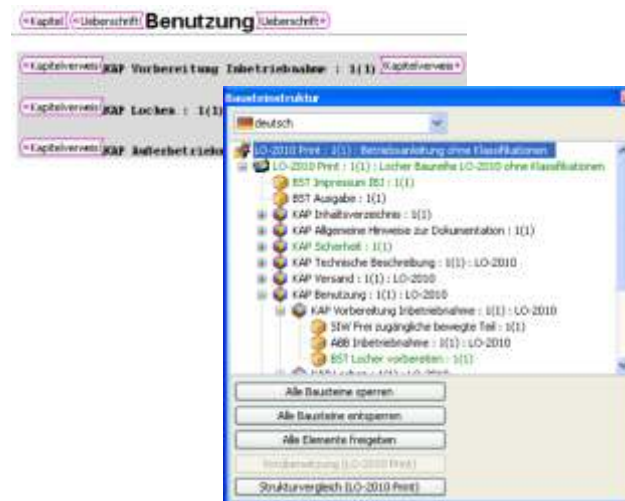 Kapitel Ueberschrift Benutzung Ueberschrift
Kapitelverweis KAP Vorbereitung Inbetriebnahme : 1(1) Kapitelverweis
Kapitelverweis KAP Lochen : 1(1)
Kapitelverweis KAP Außerbetriebn
Bausteinstruktur
deutsch
LO-2010 Print : 1(1) : Betriebsanleitung ohne Klassifikationen
LO-2010 Print : 1(1) : Locher Baureihe LO-2010 ohne Klassifikationen
BST Impressum IBJ : 1(1)
BST Ausgabe : 1(1)
KAP Inhaltsverzeichnis : 1(1)
KAP Allgemeine Hinweise zur Dokumentation : 1(1)
KAP Sicherheit : 1(1)
KAP Technische Beschreibung : 1(1) : LO-2010
KAP Versand : 1(1) : LO-2010
KAP Benutzung : 1(1) : LO-2010
KAP Vorbereitung Inbetriebnahme : 1(1) : LO-2010
SIW Frei zugängliche bewegte Teil : 1(1)
ABB Inbetriebnahme : 1(1) : LO-2010
BST Locher vorbereiten : 1(1)
Alle Bausteine sperren
Alle Bausteine entsperren
Alle Elemente freigeben
(LO-2010 Print)
Strukturvergleich (LO-2010 Print)